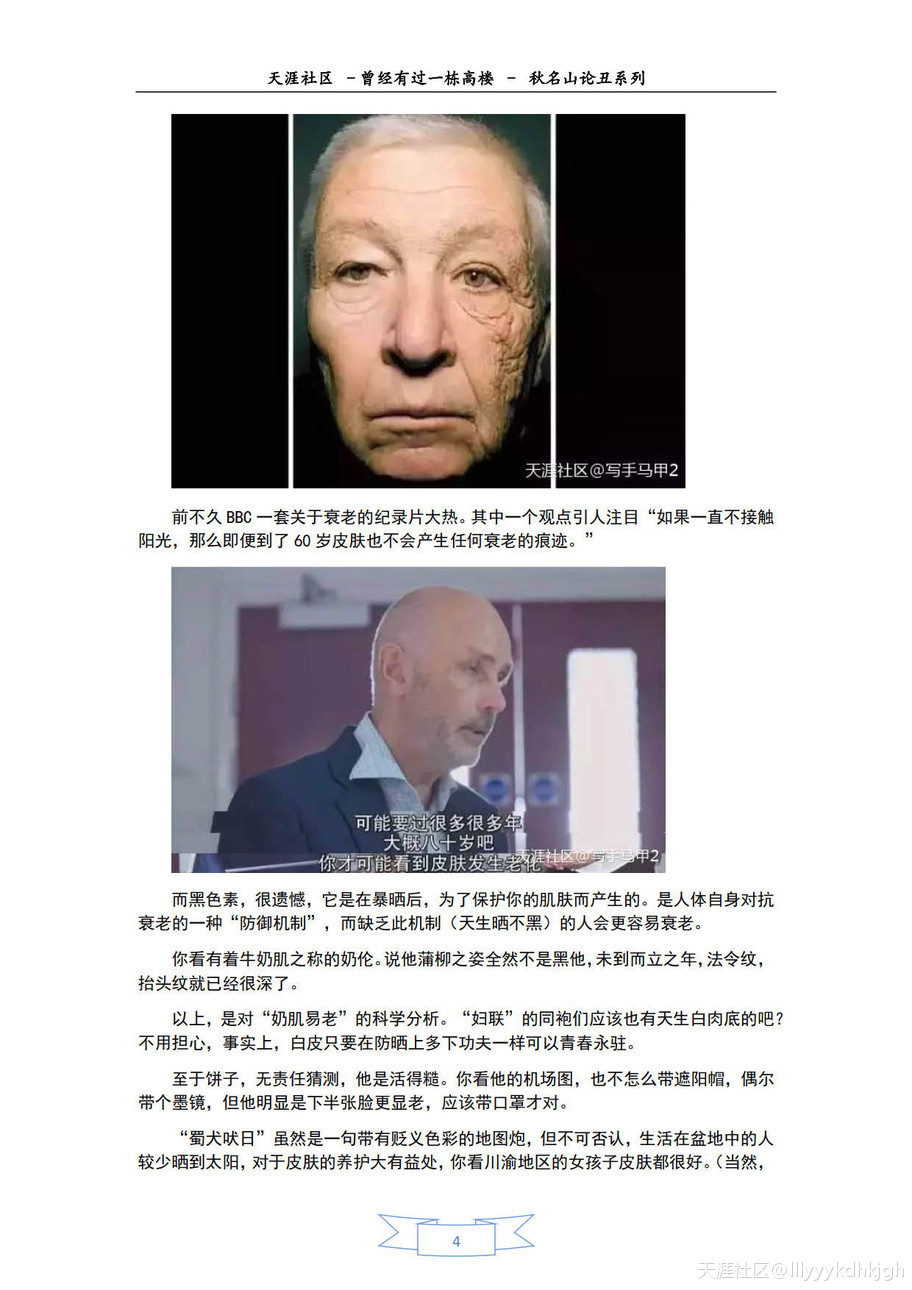 天涯社区 -曾经有过一栋高楼 - 秋名山论丑系列
天涯社区@写手马甲2
前不久 BBC 一套关于衰老的纪录片大热。其中一个观点引人注目“如果一直不接触
阳光，那么即便到了 60 岁皮肤也不会产生任何衰老的痕迹。”
可能要过很多很多年
大概八十岁吧
你才可能看到皮肤发生老化
天涯社区@写手马甲2
而黑色素，很遗憾，它是在暴晒后，为了保护你的肌肤而产生的。是人体自身对抗
衰老的一种“防御机制”，而缺乏此机制（天生晒不黑）的人会更容易衰老。
你看有着牛奶肌之称的奶伦。说他蒲柳之姿全然不是黑他，未到而立之年，法令纹，
抬头纹就已经很深了。
以上，是对“奶肌易老”的科学分析。“妇联”的同袍们应该也有天生白肉底的吧？
不用担心，事实上，白皮只要在防晒上多下功夫一样可以青春永驻。
至于饼子，无责任猜测，他是活得糙。你看他的机场图，也不怎么带遮阳帽，偶尔
带个墨镜，但他明显是下半张脸更显老，应该带口罩才对。
“蜀犬吠日”虽然是一句带有贬义色彩的地图炮，但不可否认，生活在盆地中的人
较少晒到太阳，对于皮肤的养护大有益处，你看川渝地区的女孩子皮肤都很好。（当然，
4
天涯社区@lllyyykdhkjgh